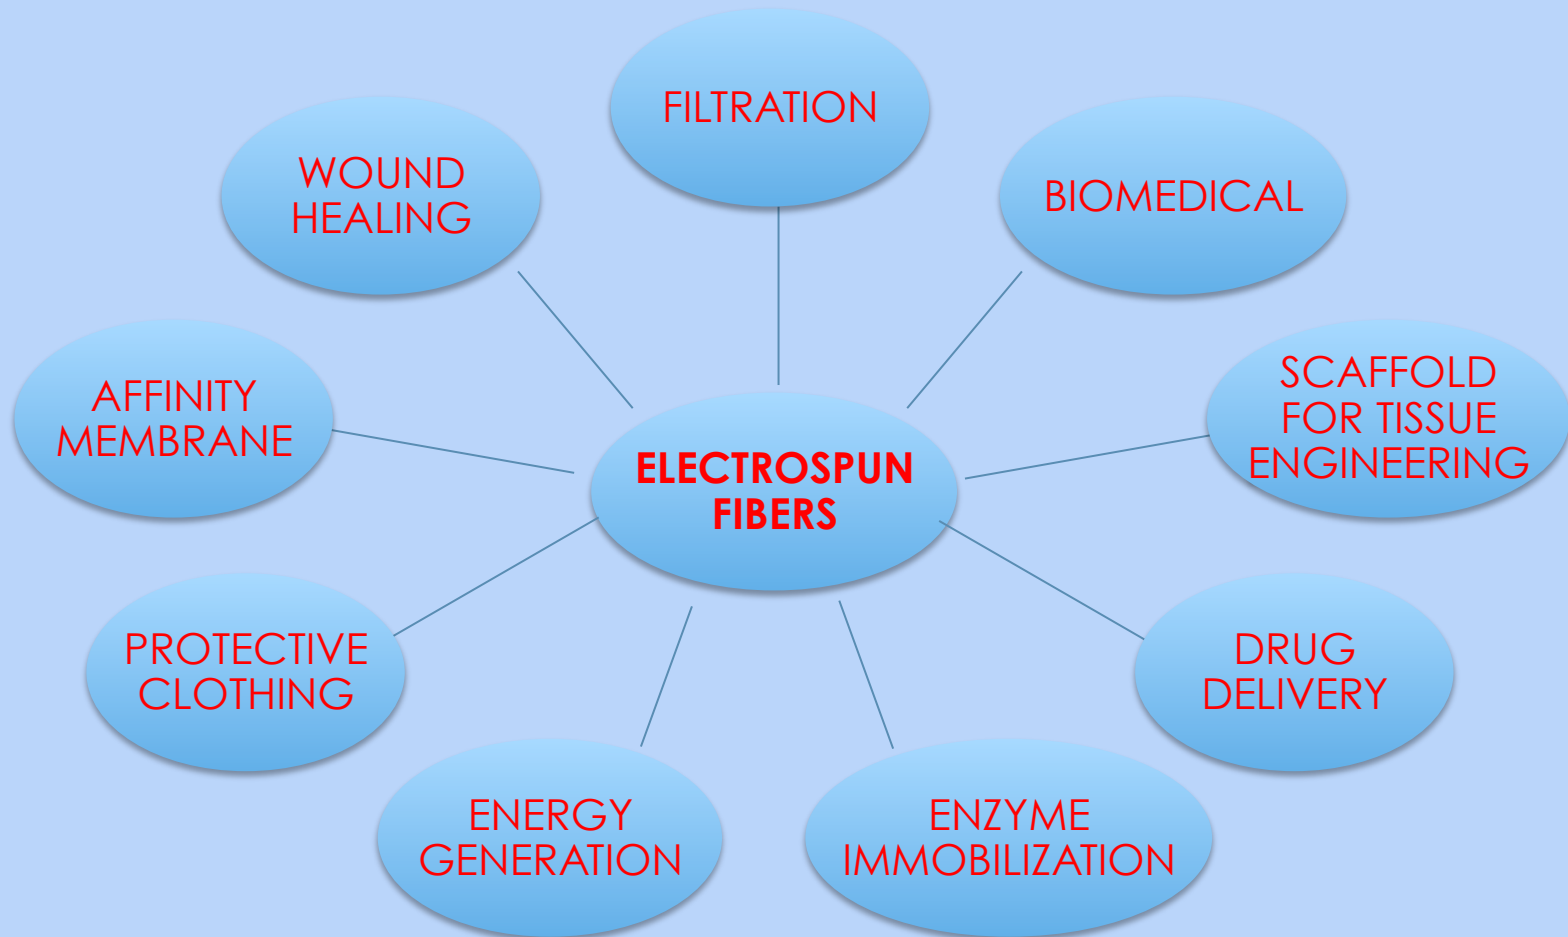 FILTRATION
WOUND
HEALING
BIOMEDICAL
AFFINITY
MEMBRANE
SCAFFOLD
FOR TISSUE
ENGINEERING
ELECTROSPUN
FIBERS
PROTECTIVE
CLOTHING
DRUG
DELIVERY
ENERGY
GENERATION
ENZYME
IMMOBILIZATION